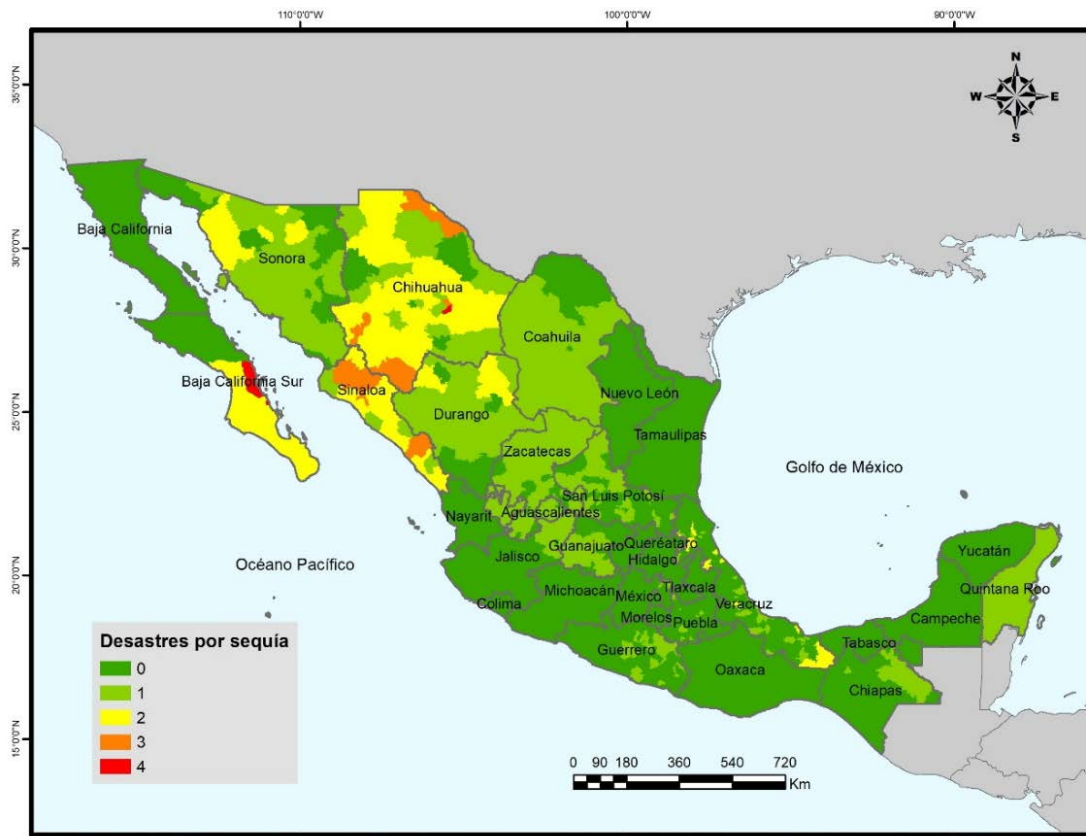 110°0'0"W
100°0'0"W
90°0'0"W
35°0'0"N
30°0'0"N
25°0'0"N
20°0'0"N
15°0'0"N
N
W
E
S
Baja California
Sonora
Chihuahua
Coahuila
Baja California Sur
Sinaloa
Nuevo León
Durango
Tamaulipas
Zacatecas
Golfo de México
San Luis Potosí
Nayarit
Aguascalientes
Guanajuato
Queréataro
Hidalgo
Yucatán
Océano Pacífico
Jalisco
Michoacán
México
Tlaxcala
Quintana Roo
Colima
Veracruz
Morelos
Puebla
Campeche
Tabasco
Guerrero
Oaxaca
Chiapas
Desastres por sequía
0
1
2
3
4
0 90 180 360 540 720
Km